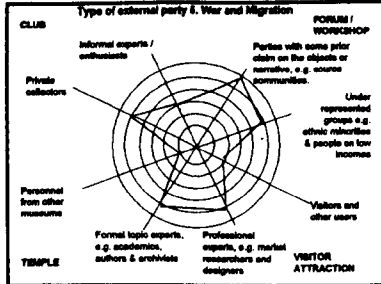 Type of external party 5. War and Migration
CLUB
FORUM /
WORKSHOP
Informal experts /
enthusiasts
Parties with some prior
claim on the objects or
narrative, e.g. source
communities.
Private
collectors
Under
represented
groups e.g.
ethnic minorities
& people on low
incomes
Personnel
from other
museums
Visitors and
other users
Formal topic experts,
e.g. academics,
authors & archivists
Professional
experts, e.g. market
researchers and
designers
TEMPLE
VISITOR
ATTRACTION